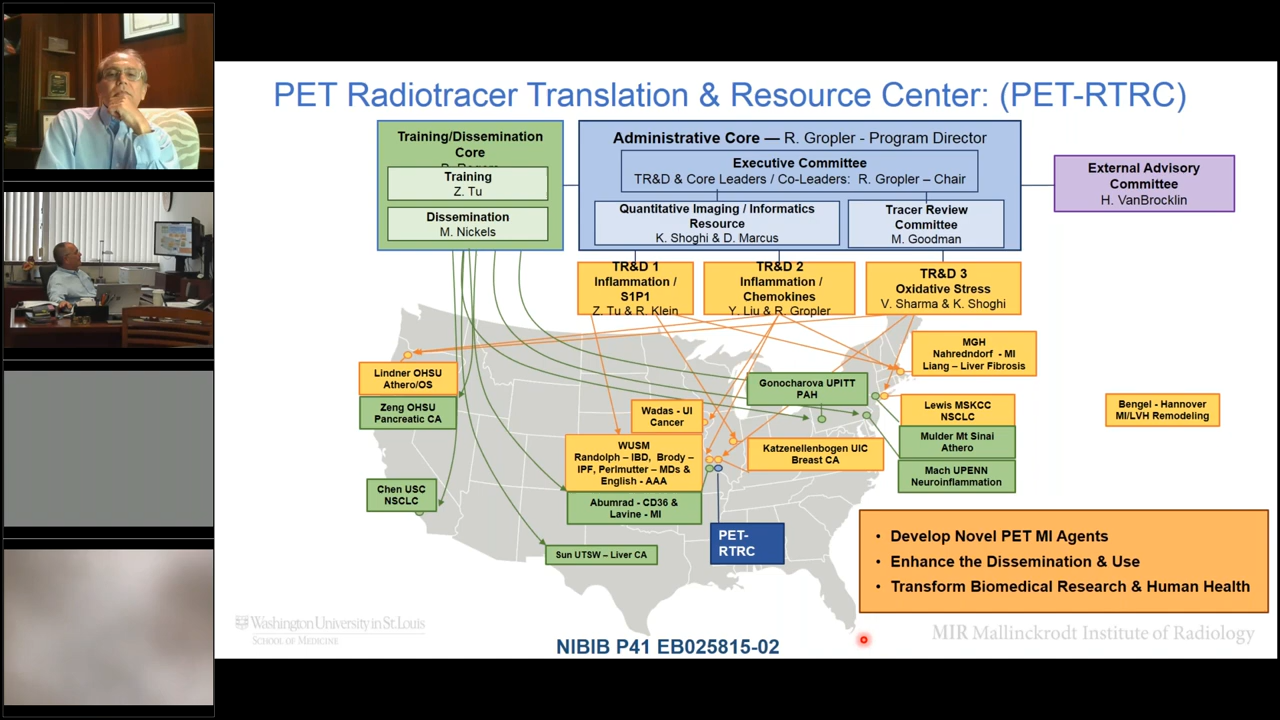 PET Radiotracer Translation & Resource Center: (PET-RTRC)
Training/Dissemination
Core
Training
Z. Tu
Dissemination
M. Nickels
Administrative Core — R. Gropler - Program Director
Executive Committee
TR&D & Core Leaders / Co-Leaders: R. Gropler – Chair
Quantitative Imaging / Informatics
Resource
K. Shoghi & D. Marcus
Tracer Review
Committee
M. Goodman
External Advisory
Committee
H. VanBrocklin
TR&D 1
Inflammation /
S1P1
Z. Tu & R. Klein
TR&D 2
Inflammation /
Chemokines
Y. Liu & R. Gropler
TR&D 3
Oxidative Stress
V. Sharma & K. Shoghi
MGH
Nahredndorf - MI
Liang – Liver Fibrosis
Lindner OHSU
Athero/OS
Zeng OHSU
Pancreatic CA
Gonocharova UPITT
PAH
Wadas - UI
Cancer
Lewis MSKCC
NSCLC
Bengel - Hannover
MI/LVH Remodeling
Mulder Mt Sinai
Athero
WUSM
Randolph – IBD, Brody –
IPF, Perlmutter – MDs &
English - AAA
Katzenellenbogen UIC
Breast CA
Mach UPENN
Neuroinflammation
Chen USC
NSCLC
Abumrad - CD36 &
Lavine - MI
PET-
RTRC
Sun UTSW – Liver CA
• Develop Novel PET MI Agents
• Enhance the Dissemination & Use
• Transform Biomedical Research & Human Health
Washington University in St. Louis
SCHOOL OF MEDICINE
NIBIB P41 EB025815-02
MIR Mallinckrodt Institute of Radiology